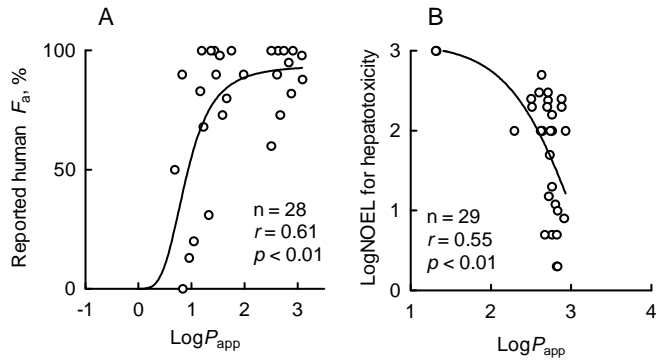 A
Reported human Fa, %
100
50
0
-1
0
1
2
3
LogPapp
n = 28
r = 0.61
p < 0.01
B
LogNOEL for hepatotoxicity
3
2
1
0
1
2
3
4
LogPapp
n = 29
r = 0.55
p < 0.01